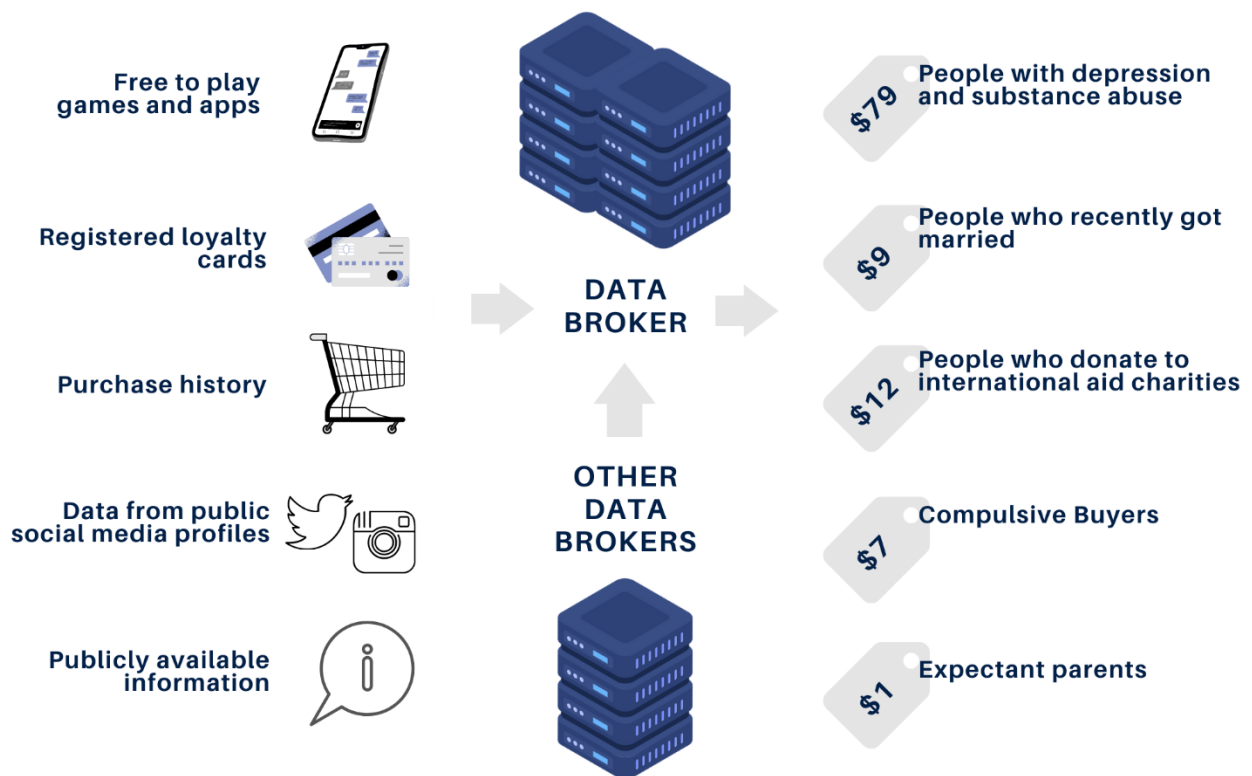 Free to play
games and apps
Registered loyalty
cards
Purchase history
Data from public
social media profiles
Publicly available
information
DATA
BROKER
OTHER
DATA
BROKERS
$79
People with depression
and substance abuse
$9
People who recently got
married
$12
People who donate to
international aid charities
$7
Compulsive Buyers
$1
Expectant parents